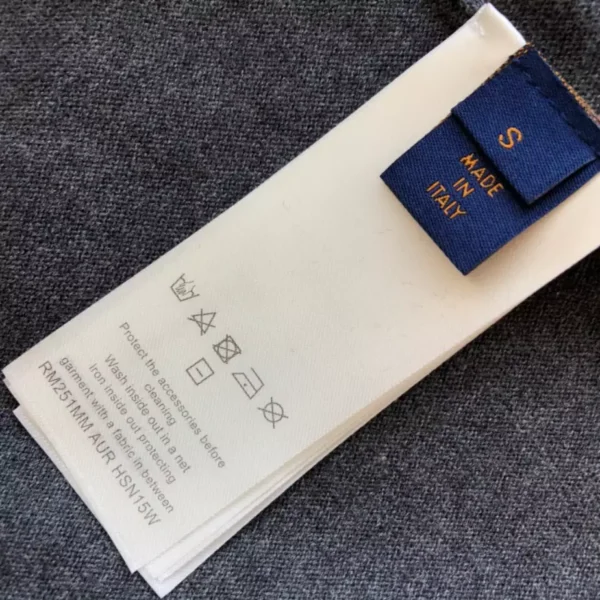 S
MADE
IN
ITALY
Protect the accessories before
cleaning
Wash inside out in a net
iron inside out protecting
garment with a fabric in between
RM251MM AUR HSN15W